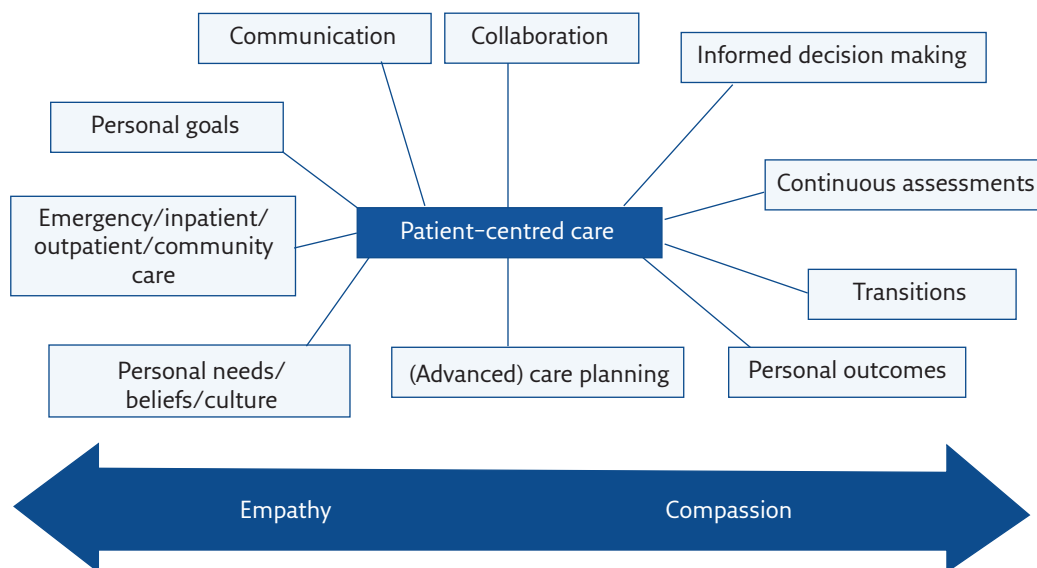 Communication
Collaboration
Informed decision making
Personal goals
Continuous assessments
Emergency/inpatient/
outpatient/community
care
Patient-centred care
Transitions
Personal needs/
beliefs/culture
(Advanced) care planning
Personal outcomes
Empathy
Compassion